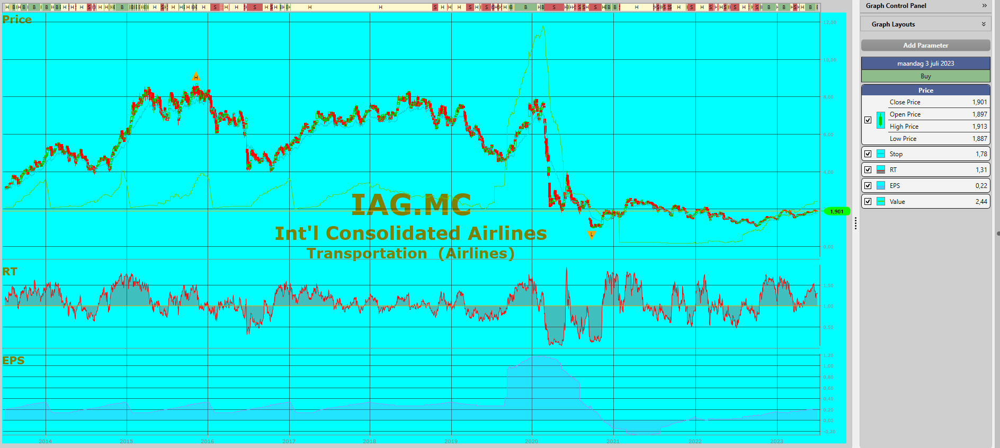 Price
12,00
10,00
8,00
6,00
4,00
0,00
H
L
1,901
IAG.MC
Int'l Consolidated Airlines
Transportation (Airlines)
RT
1,50
1,00
0,50
EPS
1,20
1,00
0,80
0,60
0,40
0,20
0,00
-0,20
2014 2015 2016 2017 2018 2019 2020 2021 2022 2023
Graph Control Panel
Graph Layouts
Add Parameter
maandag 3 juli 2023
Buy
Price
Close Price 1,901
Open Price 1,897
High Price 1,913
Low Price 1,887
Stop 1,78
RT 1,31
EPS 0,22
Value 2,44